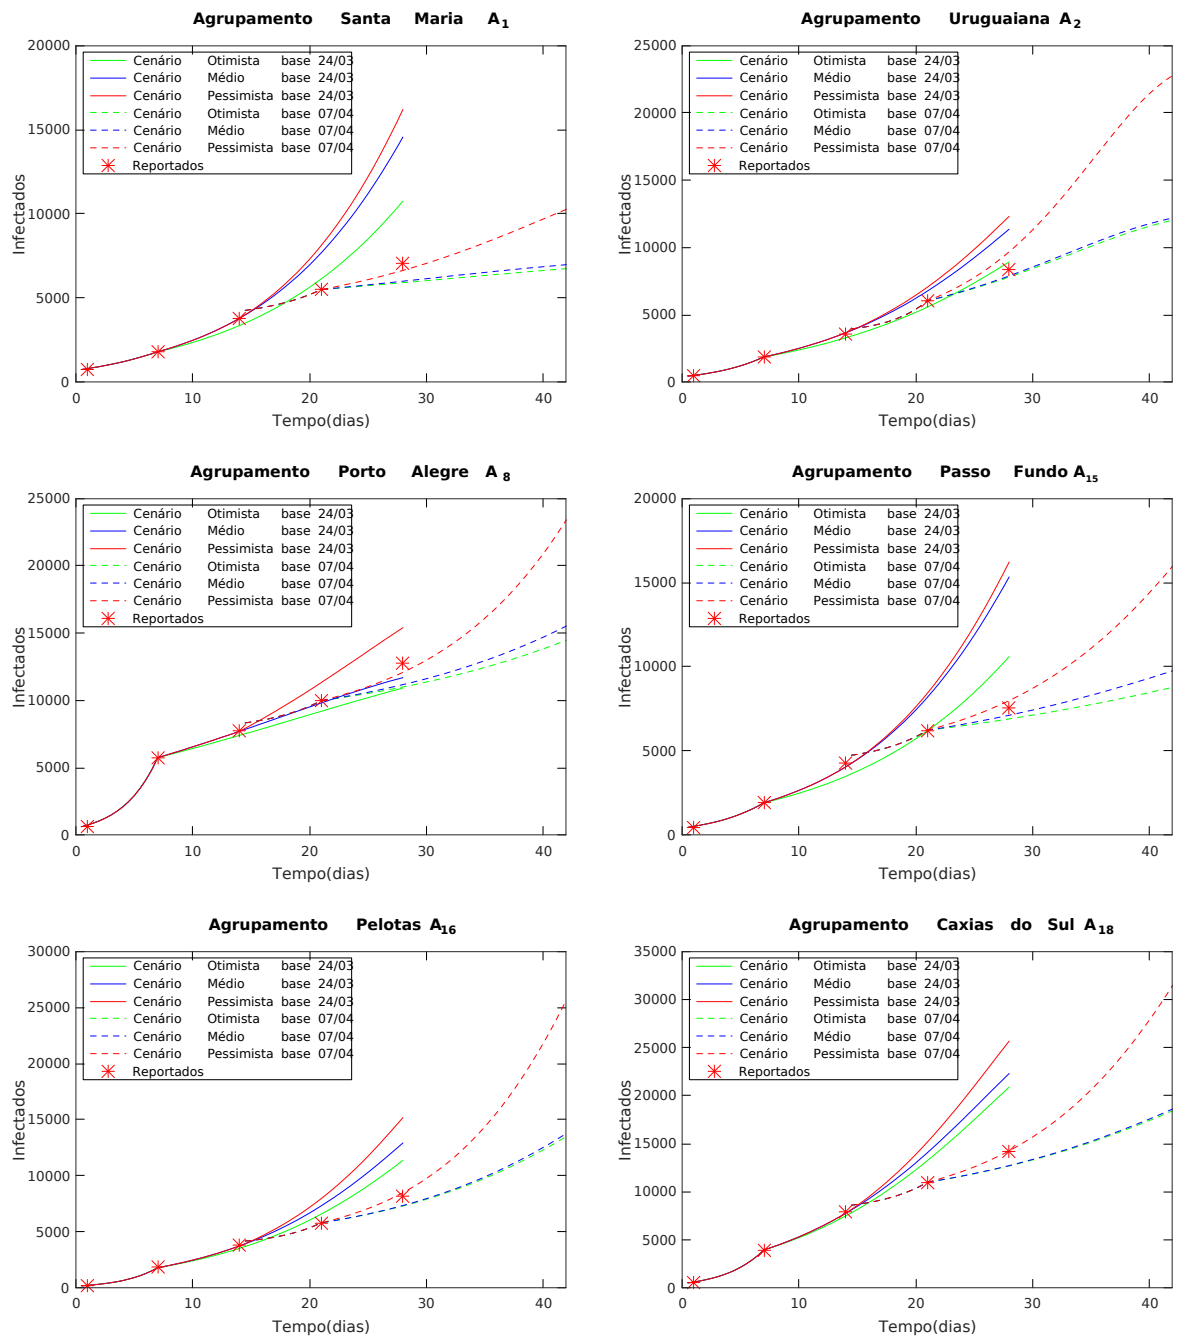 Agrupamento Santa Maria A1
20000
15000
10000
5000
0
Infectados
Cenário Otimista base 24/03
Cenário Médio base 24/03
Cenário Pessimista base 24/03
Cenário Otimista base 07/04
Cenário Médio base 07/04
Cenário Pessimista base 07/04
Reportados
0 10 20 30 40
Tempo(dias)
Agrupamento Uruguaiana A2
25000
20000
15000
10000
5000
0
Infectados
Cenário Otimista base 24/03
Cenário Médio base 24/03
Cenário Pessimista base 24/03
Cenário Otimista base 07/04
Cenário Médio base 07/04
Cenário Pessimista base 07/04
Reportados
0 10 20 30 40
Tempo(dias)
Agrupamento Porto Alegre A8
25000
20000
15000
10000
5000
0
Infectados
Cenário Otimista base 24/03
Cenário Médio base 24/03
Cenário Pessimista base 24/03
Cenário Otimista base 07/04
Cenário Médio base 07/04
Cenário Pessimista base 07/04
Reportados
0 10 20 30 40
Tempo(dias)
Agrupamento Passo Fundo A15
20000
15000
10000
5000
0
Infectados
Cenário Otimista base 24/03
Cenário Médio base 24/03
Cenário Pessimista base 24/03
Cenário Otimista base 07/04
Cenário Médio base 07/04
Cenário Pessimista base 07/04
Reportados
0 10 20 30 40
Tempo(dias)
Agrupamento Pelotas A16
30000
25000
20000
15000
10000
5000
0
Infectados
Cenário Otimista base 24/03
Cenário Médio base 24/03
Cenário Pessimista base 24/03
Cenário Otimista base 07/04
Cenário Médio base 07/04
Cenário Pessimista base 07/04
Reportados
0 10 20 30 40
Tempo(dias)
Agrupamento Caxias do Sul A18
35000
30000
25000
20000
15000
10000
5000
0
Infectados
Cenário Otimista base 24/03
Cenário Médio base 24/03
Cenário Pessimista base 24/03
Cenário Otimista base 07/04
Cenário Médio base 07/04
Cenário Pessimista base 07/04
Reportados
0 10 20 30 40
Tempo(dias)